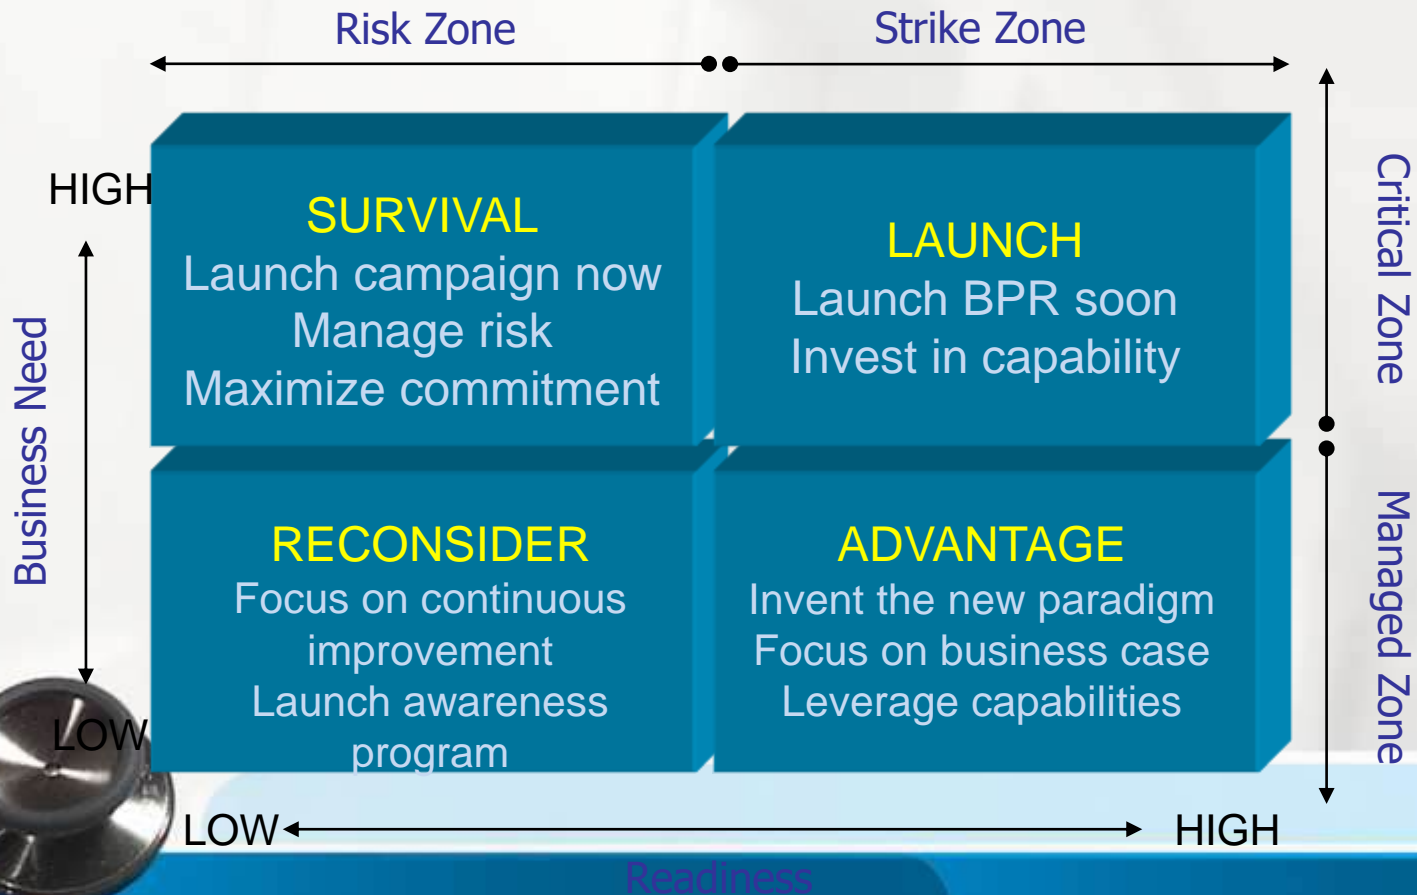 Risk Zone
Strike Zone
HIGH
SURVIVAL
Launch campaign now
Manage risk
Maximize commitment
LAUNCH
Launch BPR soon
Invest in capability
Critical Zone
Business Need
RECONSIDER
Focus on continuous
improvement
Launch awareness
program
ADVANTAGE
Invent the new paradigm
Focus on business case
Leverage capabilities
Managed Zone
LOW
LOW
HIGH
Readiness